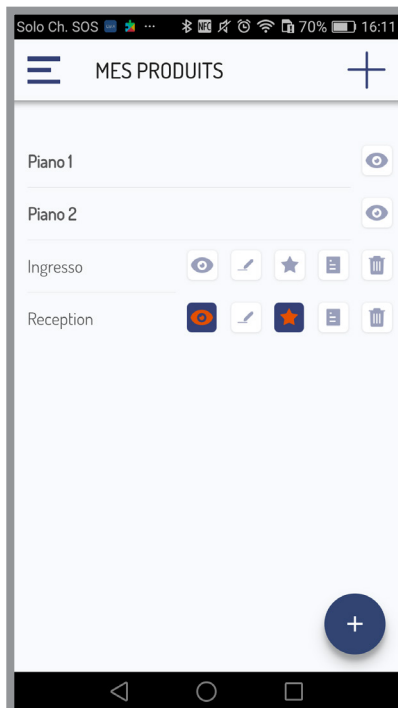 Solo Ch. SOS ... 70% 16:11
MES PRODUITS
Piano 1
Piano 2
Ingresso
Reception